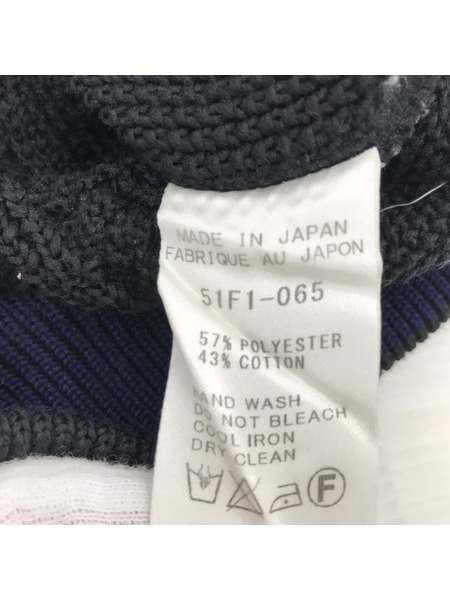 MADE IN JAPAN
FABRIQUE AU JAPON
51F1-065
57% POLYESTER
43% COTTON
HAND WASH
DO NOT BLEACH
COOL IRON
DRY CLEAN
F